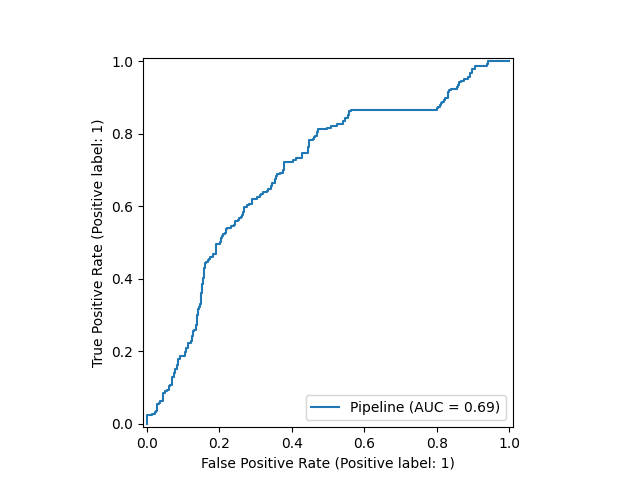 1.0
0.8
0.6
0.4
0.2
0.0
True Positive Rate (Positive label: 1)
Pipeline (AUC = 0.69)
0.0 0.2 0.4 0.6 0.8 1.0
False Positive Rate (Positive label: 1)